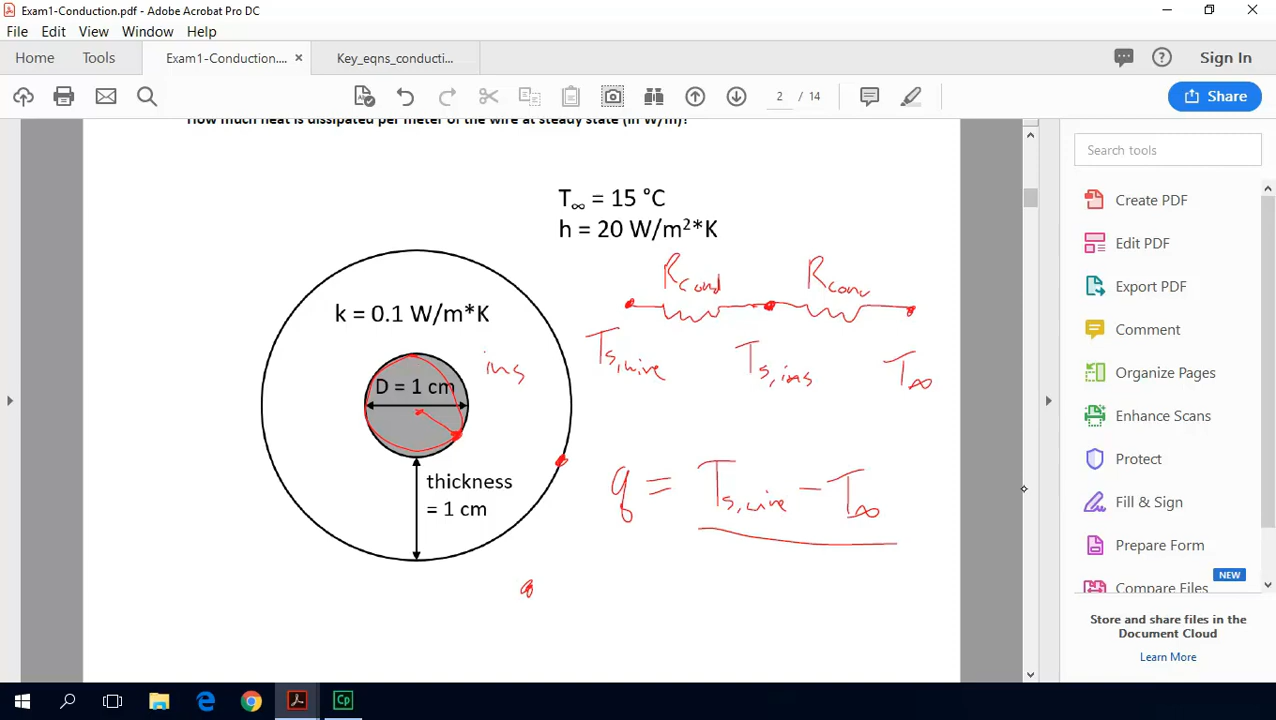 Exam1-Conduction.pdf - Adobe Acrobat Pro DC
File Edit View Window Help
Home Tools Exam1-Conduction.... × Key_eqns_conducti... ? Sign In
2 / 14 Share
How much heat is dissipated per meter of the wire at steady state (in W/m)?
T∞ = 15 °C
h = 20 W/m²*K
Rcond Rconv
k = 0.1 W/m*K
Ts,wire Ts,ins T∞
ins
D = 1 cm
thickness
= 1 cm
q = Ts,wire − T∞
Search tools
Create PDF
Edit PDF
Export PDF
Comment
Organize Pages
Enhance Scans
Protect
Fill & Sign
Prepare Form
NEW
Compare Files
Store and share files in the
Document Cloud
Learn More
Cp